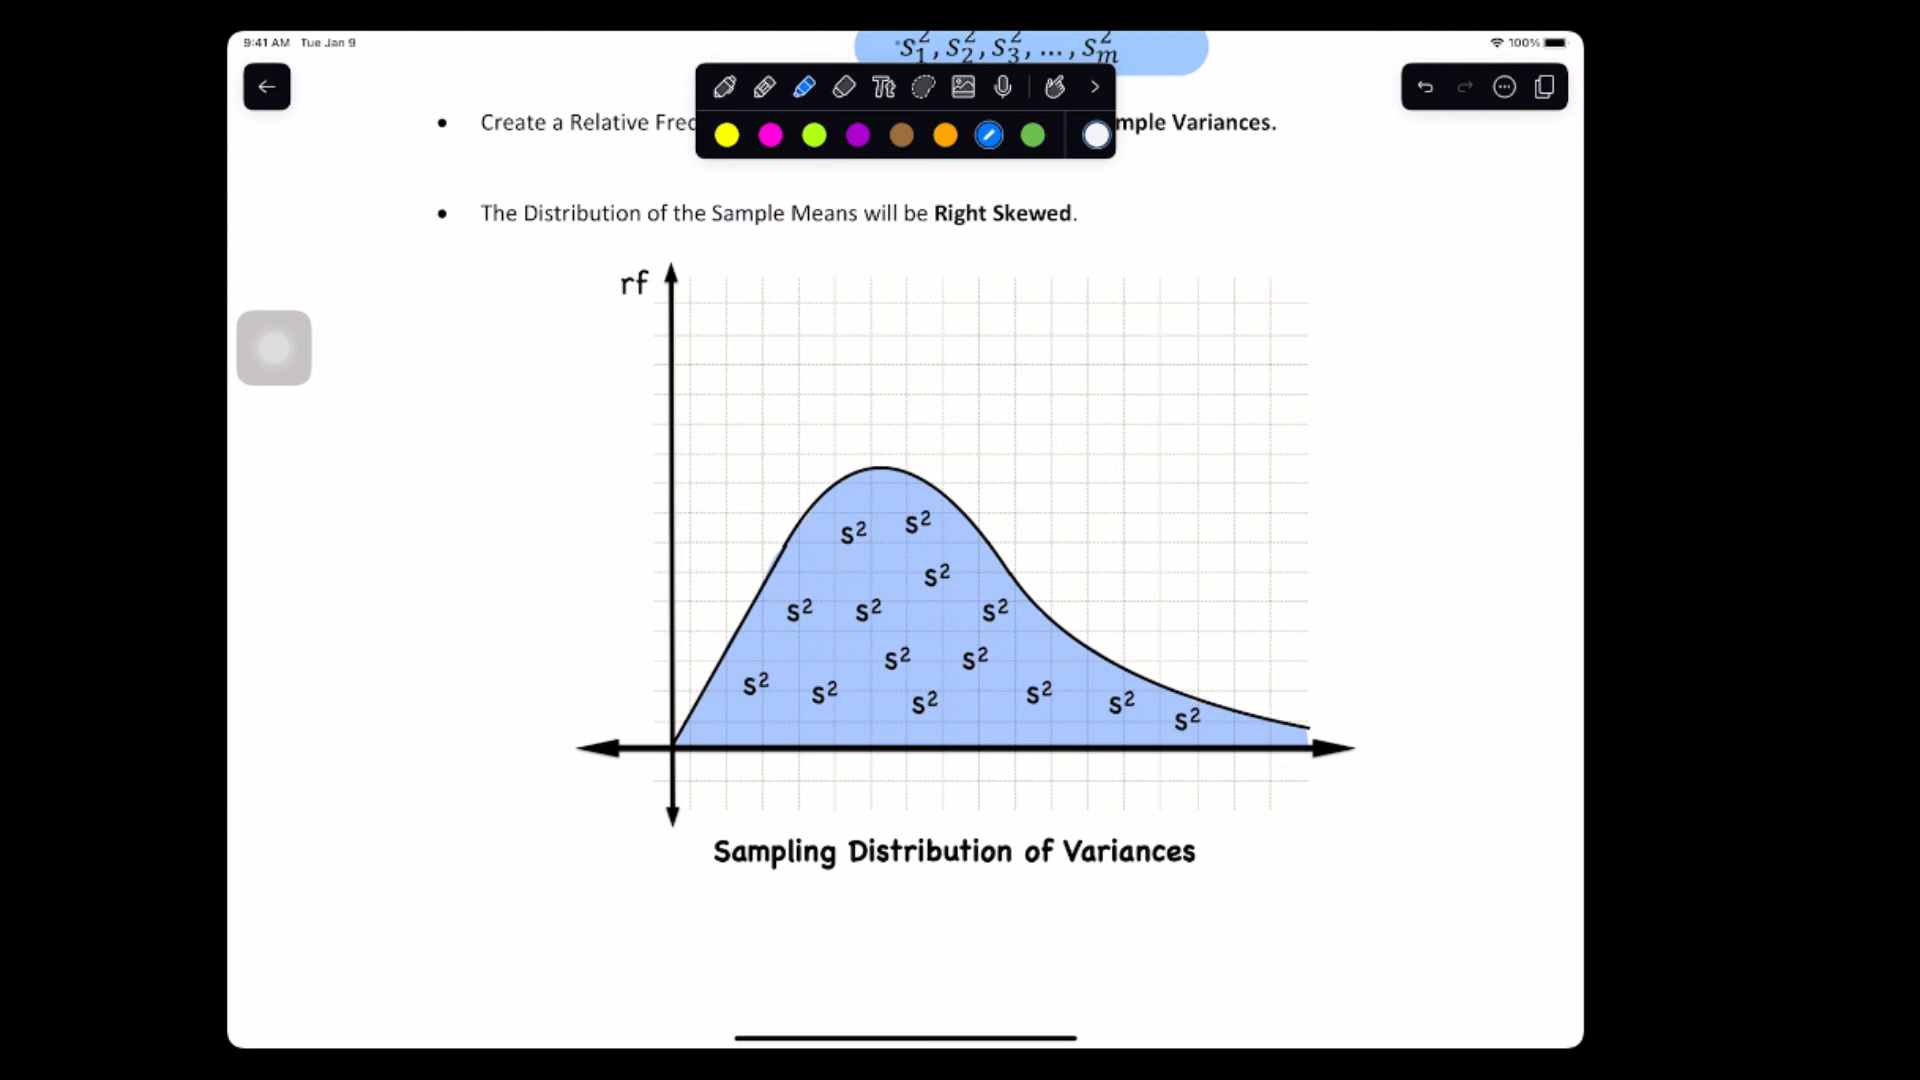 9:41 AM Tue Jan 9
100%
s₁², s₂², s₃², … , sₘ²
Tt
• Create a Relative mple Variances.
• The Distribution of the Sample Means will be Right Skewed.
rf
s² s²
s²
s² s² s²
s² s²
s² s² s² s² s²
s²
Sampling Distribution of Variances